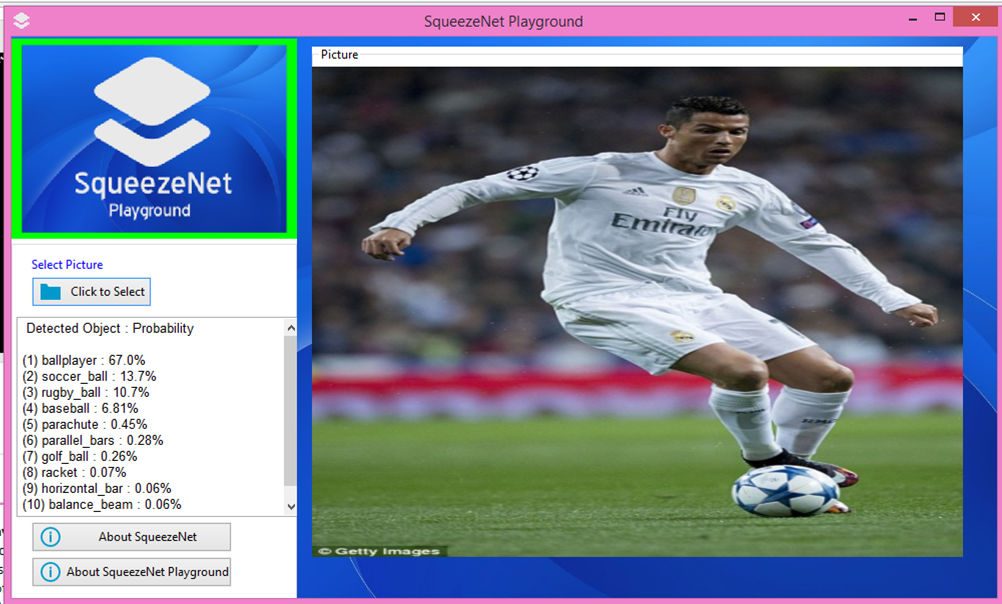 SqueezeNet Playground
SqueezeNet
Playground
Select Picture
Click to Select
Detected Object : Probability
(1) ballplayer : 67.0%
(2) soccer_ball : 13.7%
(3) rugby_ball : 10.7%
(4) baseball : 6.81%
(5) parachute : 0.45%
(6) parallel_bars : 0.28%
(7) golf_ball : 0.26%
(8) racket : 0.07%
(9) horizontal_bar : 0.06%
(10) balance_beam : 0.06%
About SqueezeNet
About SqueezeNet Playground
Picture
Fly
Emirates
© Getty Images